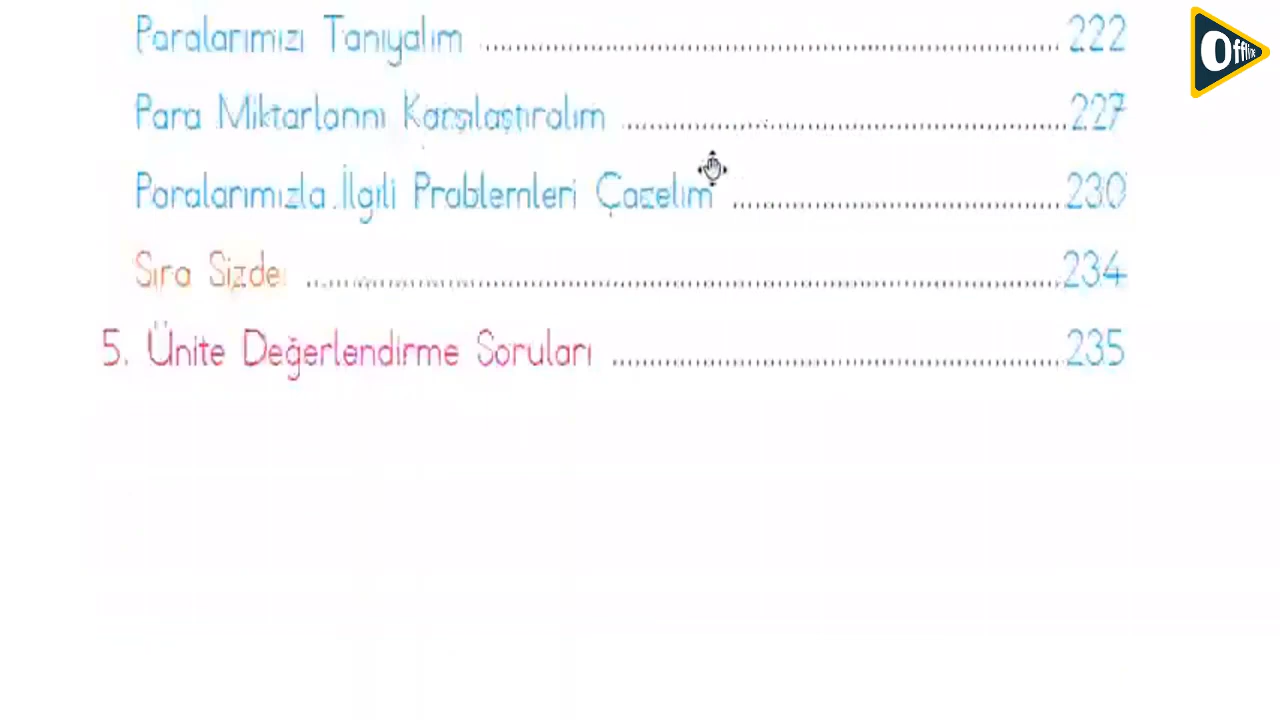 Paralarımızı Tanıyalım ........ 222
Para Miktarlarını Karşılaştıralım ........ 227
Paralarımızla İlgili Problemleri Çözelim ........ 230
Sıra Sizde ........ 234
5. Ünite Değerlendirme Soruları ........ 235
Offline